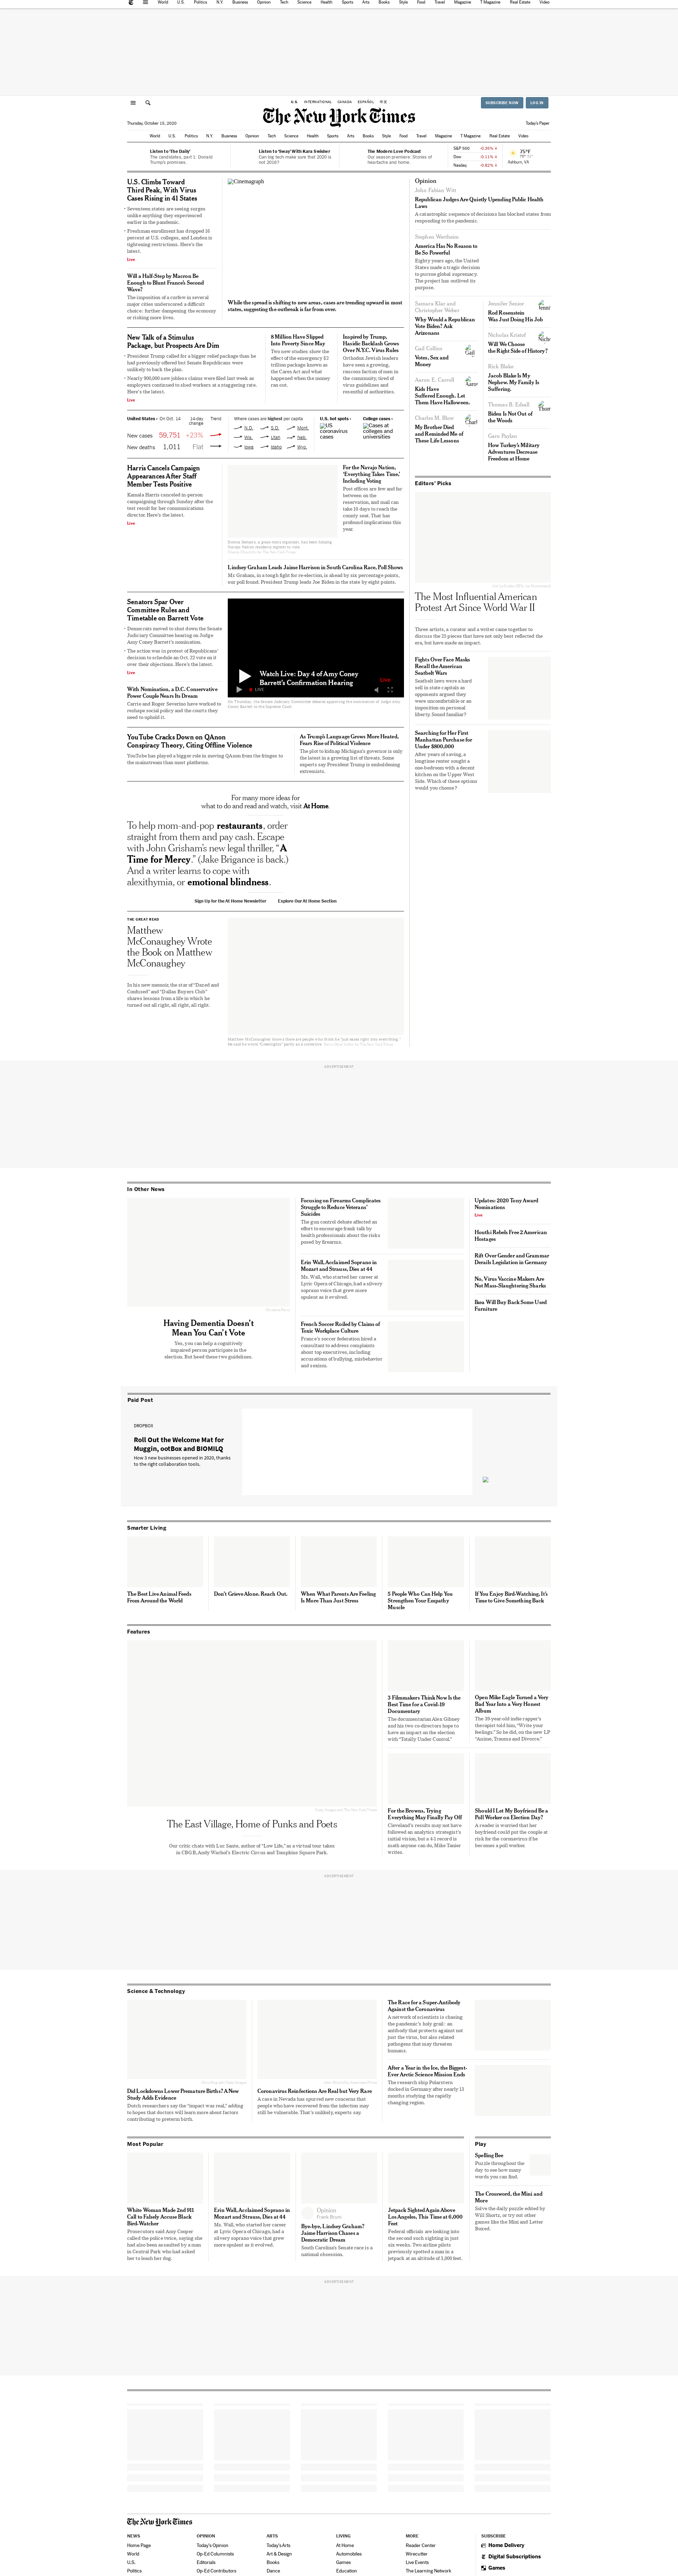 World U.S. Politics N.Y. Business Opinion Tech Science Health Sports Arts Books Style Food Travel Magazine T Magazine Real Estate Video
U.S. INTERNATIONAL CANADA ESPAÑOL 中文
SUBSCRIBE NOW LOG IN
The New York Times
Thursday, October 15, 2020
Today's Paper
World U.S. Politics N.Y. Business Opinion Tech Science Health Sports Arts Books Style Food Travel Magazine T Magazine Real Estate Video
Listen to 'The Daily'
The candidates, part 1: Donald
Trump's promises.
Listen to 'Sway' With Kara Swisher
Can big tech make sure that 2020 is
not 2016?
The Modern Love Podcast
Our season premiere: Stories of
heartache and home.
Dow
Nasdaq
75°F
Ashburn, VA
U.S. Climbs Toward
Third Peak, With Virus
Cases Rising in 41 States
Seventeen states are seeing surges
unlike anything they experienced
earlier in the pandemic.
Freshman enrollment has dropped 16
percent at U.S. colleges, and London is
tightening restrictions. Here's the
latest.
Live
Will a Half-Step by Macron Be
Enough to Blunt France's Second
Wave?
The imposition of a curfew in several
major cities underscored a difficult
choice: further dampening the economy
or risking more lives.
Cinemagraph
While the spread is shifting to new areas, cases are trending upward in most
states, suggesting the outbreak is far from over.
New Talk of a Stimulus
Package, but Prospects Are Dim
President Trump called for a bigger relief package than he
had previously offered but Senate Republicans seemed
unlikely to back the plan.
Nearly 900,000 new jobless claims were filed last week as
employers continued to shed workers at a staggering rate.
Here's the latest.
Live
8 Million Have Slipped
Into Poverty Since May
Two new studies show the
effect of the emergency $2
trillion package known as
the Cares Act and what
happened when the money
ran out.
Inspired by Trump,
Hasidic Backlash Grows
Over N.Y.C. Virus Rules
Orthodox Jewish leaders
have seen a growing,
raucous faction of men in
the community, tired of
virus guidelines and
resentful of authorities.
United States › On Oct. 14 14-day
change Trend
New cases 59,751 +23%
New deaths 1,011 Flat
Where cases are highest per capita
N.D. S.D. Mont.
Wis. Utah Neb.
Iowa Idaho Wyo.
U.S. hot spots ›
US
coronavirus
cases
College cases ›
Cases at
colleges and
universities
Harris Cancels Campaign
Appearances After Staff
Member Tests Positive
Kamala Harris canceled in-person
campaigning through Sunday after the
test result for her communications
director. Here's the latest.
Live
For the Navajo Nation,
'Everything Takes Time,'
Including Voting
Post offices are few and far
between on the
reservation, and mail can
take 10 days to reach the
county seat. That has
profound implications this
year.
Lindsey Graham Leads Jaime Harrison in South Carolina Race, Poll Shows
Mr. Graham, in a tough fight for re-election, is ahead by six percentage points,
our poll found. President Trump leads Joe Biden in the state by eight points.
Senators Spar Over
Committee Rules and
Timetable on Barrett Vote
Democrats moved to shut down the Senate
Judiciary Committee hearing on Judge
Amy Coney Barrett's nomination.
The action was in protest of Republicans'
decision to schedule an Oct. 22 vote on it
over their objections. Here's the latest.
Live
With Nomination, a D.C. Conservative
Power Couple Nears Its Dream
Carrie and Roger Severino have worked to
reshape social policy and the courts they
need to uphold it.
Watch Live: Day 4 of Amy Coney
Barrett's Confirmation Hearing
Live
LIVE
On Thursday, the Senate Judiciary Committee debates approving the nomination of Judge Amy
Coney Barrett to the Supreme Court.
YouTube Cracks Down on QAnon
Conspiracy Theory, Citing Offline Violence
YouTube has played a bigger role in moving QAnon from the fringes to
the mainstream than most platforms.
As Trump's Language Grows More Heated,
Fears Rise of Political Violence
The plot to kidnap Michigan's governor is only
the latest in a growing list of threats. Some
experts say President Trump is emboldening
extremists.
For many more ideas for
what to do and read and watch, visit At Home.
To help mom-and-pop restaurants, order
straight from them and pay cash. Escape
with John Grisham's new legal thriller, "A
Time for Mercy." (Jake Brigance is back.)
And a writer learns to cope with
alexithymia, or emotional blindness.
Sign Up for the At Home Newsletter
Explore Our At Home Section
THE GREAT READ
Matthew
McConaughey Wrote
the Book on Matthew
McConaughey
In his new memoir, the star of "Dazed and
Confused" and "Dallas Buyers Club"
shares lessons from a life in which he
turned out all right, all right, all right.
Opinion
John Fabian Witt
Republican Judges Are Quietly Upending Public Health
Laws
A catastrophic sequence of decisions has blocked states from
responding to the pandemic.
Stephen Wertheim
America Has No Reason to
Be So Powerful
Eighty years ago, the United
States made a tragic decision
to pursue global supremacy.
The project has outlived its
purpose.
Samara Klar and
Christopher Weber
Why Would a Republican
Vote Biden? Ask
Arizonans
Gail Collins
Votes, Sex and
Money
Aaron E. Carroll
Kids Have
Suffered Enough. Let
Them Have Halloween.
Charles M. Blow
My Brother Died
and Reminded Me of
These Life Lessons
Jennifer Senior
Rod Rosenstein
Was Just Doing His Job
Nicholas Kristof
Will We Choose
the Right Side of History?
Rick Blake
Jacob Blake Is My
Nephew. My Family Is
Suffering.
Thomas B. Edsall
Biden Is Not Out of
the Woods
Garo Paylan
How Turkey's Military
Adventures Decrease
Freedom at Home
Editors' Picks
The Most Influential American
Protest Art Since World War II
Three artists, a curator and a writer came together to
discuss the 25 pieces that have not only best reflected the
era, but have made an impact.
Fights Over Face Masks
Recall the American
Seatbelt Wars
Seatbelt laws were a hard
sell in state capitals as
opponents argued they
were uncomfortable or an
imposition on personal
liberty. Sound familiar?
Searching for Her First
Manhattan Purchase for
Under $800,000
After years of saving, a
longtime renter sought a
one-bedroom with a decent
kitchen on the Upper West
Side. Which of these options
would you choose?
ADVERTISEMENT
In Other News
Having Dementia Doesn't
Mean You Can't Vote
Yes, you can help a cognitively
impaired person participate in the
election. But heed these two guidelines.
Focusing on Firearms Complicates
Struggle to Reduce Veterans'
Suicides
The gun control debate affected an
effort to encourage frank talk by
health professionals about the risks
posed by firearms.
Erin Wall, Acclaimed Soprano in
Mozart and Strauss, Dies at 44
Ms. Wall, who started her career at
Lyric Opera of Chicago, had a silvery
soprano voice that grew more
opulent as it evolved.
French Soccer Roiled by Claims of
Toxic Workplace Culture
France's soccer federation hired a
consultant to address complaints
about top executives, including
accusations of bullying, misbehavior
and sexism.
Updates: 2020 Tony Award
Nominations
Live
Houthi Rebels Free 2 American
Hostages
Rift Over Gender and Grammar
Derails Legislation in Germany
No, Virus Vaccine Makers Are
Not Mass-Slaughtering Sharks
Ikea Will Buy Back Some Used
Furniture
Paid Post
DROPBOX
Roll Out the Welcome Mat for
Muggin, ootBox and BIOMILQ
How 3 new businesses opened in 2020, thanks
to the right collaboration tools.
Smarter Living
The Best Live Animal Feeds
From Around the World
Don't Grieve Alone. Reach Out.
When What Parents Are Feeling
Is More Than Just Stress
5 People Who Can Help You
Strengthen Your Empathy
Muscle
If You Enjoy Bird-Watching, It's
Time to Give Something Back
Features
The East Village, Home of Punks and Poets
Our critic chats with Luc Sante, author of "Low Life," as a virtual tour takes
in CBGB, Andy Warhol's Electric Circus and Tompkins Square Park.
3 Filmmakers Think Now Is the
Best Time for a Covid-19
Documentary
The documentarian Alex Gibney
and his two co-directors hope to
have an impact on the election
with "Totally Under Control."
Open Mike Eagle Turned a Very
Bad Year Into a Very Honest
Album
The 39-year-old indie rapper's
therapist told him, "Write your
feelings." So he did, on the new LP
"Anime, Trauma and Divorce."
For the Browns, Trying
Everything May Finally Pay Off
Cleveland's results may not have
followed an analytics strategist's
initial vision, but a 4-1 record is
math anyone can do, Mike Tanier
writes.
Should I Let My Boyfriend Be a
Poll Worker on Election Day?
A reader is worried that her
boyfriend could put the couple at
risk for the coronavirus if he
becomes a poll worker.
ADVERTISEMENT
Science & Technology
Did Lockdowns Lower Premature Births? A New
Study Adds Evidence
Dutch researchers say the "impact was real," adding
to hopes that doctors will learn more about factors
contributing to preterm birth.
Coronavirus Reinfections Are Real but Very Rare
A case in Nevada has spurred new concerns that
people who have recovered from the infection may
still be vulnerable. That's unlikely, experts say.
The Race for a Super-Antibody
Against the Coronavirus
A network of scientists is chasing
the pandemic's holy grail: an
antibody that protects against not
just the virus, but also related
pathogens that may threaten
humans.
After a Year in the Ice, the Biggest-
Ever Arctic Science Mission Ends
The research ship Polarstern
docked in Germany after nearly 13
months studying the rapidly
changing region.
Most Popular
White Woman Made 2nd 911
Call to Falsely Accuse Black
Bird-Watcher
Prosecutors said Amy Cooper
called the police twice, saying she
had also been assaulted by a man
in Central Park who had asked
her to leash her dog.
Erin Wall, Acclaimed Soprano in
Mozart and Strauss, Dies at 44
Ms. Wall, who started her career
at Lyric Opera of Chicago, had a
silvery soprano voice that grew
more opulent as it evolved.
Opinion
Frank Bruni
Bye-bye, Lindsey Graham?
Jaime Harrison Chases a
Democratic Dream
South Carolina's Senate race is a
national obsession.
Jetpack Sighted Again Above
Los Angeles, This Time at 6,000
Feet
Federal officials are looking into
the second such sighting in just
six weeks. Two airline pilots
previously spotted a man in a
jetpack at an altitude of 3,000 feet.
Play
Spelling Bee
Puzzle throughout the
day to see how many
words you can find.
The Crossword, the Mini and
More
Solve the daily puzzle edited by
Will Shortz, or try out other
games like the Mini and Letter
Boxed.
ADVERTISEMENT
The New York Times
NEWS
Home Page
World
U.S.
Politics
OPINION
Today's Opinion
Op-Ed Columnists
Editorials
Op-Ed Contributors
ARTS
Today's Arts
Art & Design
Books
Dance
LIVING
At Home
Automobiles
Games
Education
MORE
Reader Center
Wirecutter
Live Events
The Learning Network
SUBSCRIBE
Home Delivery
Digital Subscriptions
Games